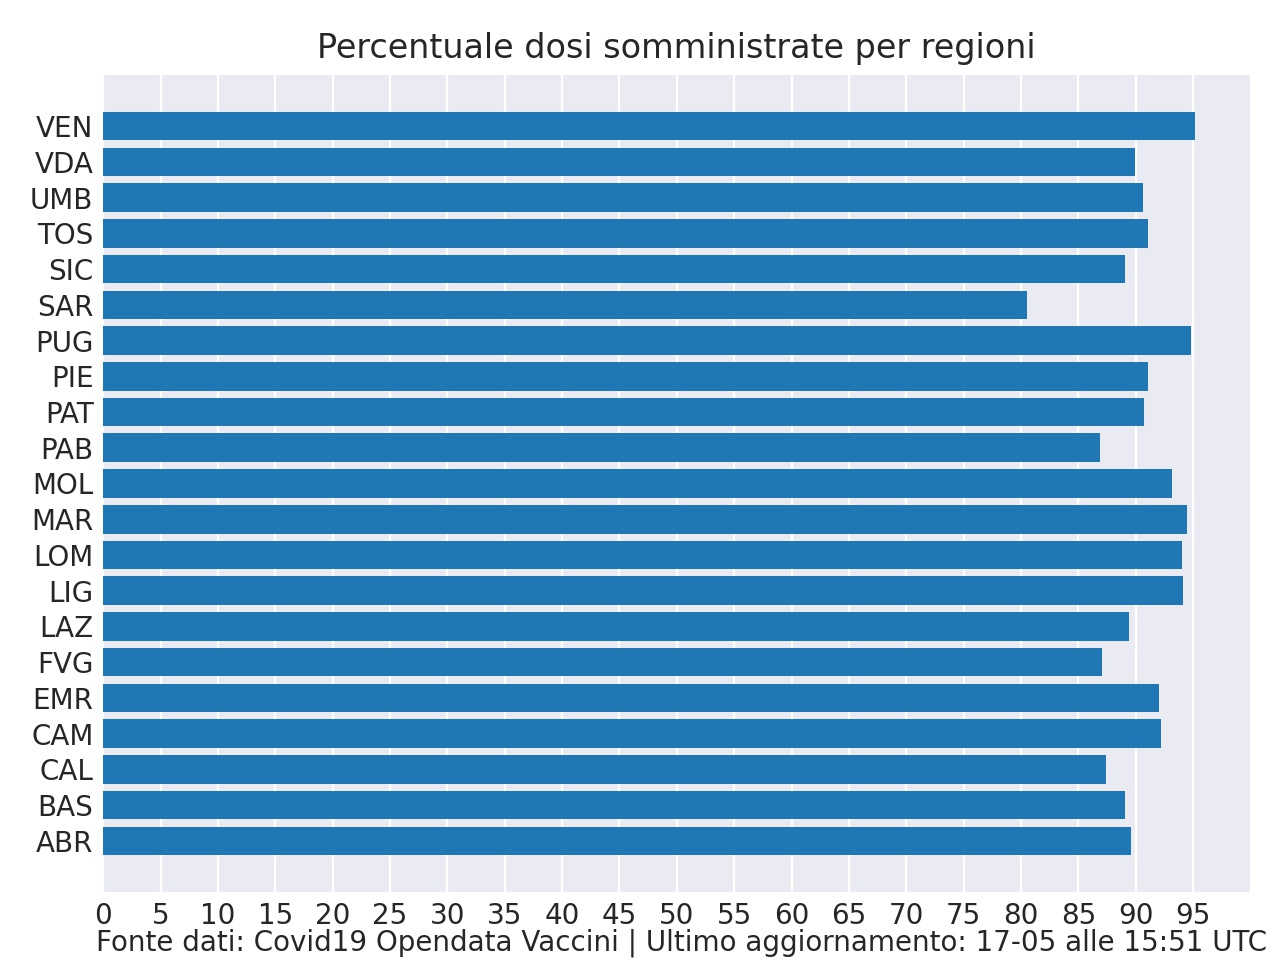 Percentuale dosi somministrate per regioni
VEN
VDA
UMB
TOS
SIC
SAR
PUG
PIE
PAT
PAB
MOL
MAR
LOM
LIG
LAZ
FVG
EMR
CAM
CAL
BAS
ABR
0 5 10 15 20 25 30 35 40 45 50 55 60 65 70 75 80 85 90 95
Fonte dati: Covid19 Opendata Vaccini | Ultimo aggiornamento: 17-05 alle 15:51 UTC